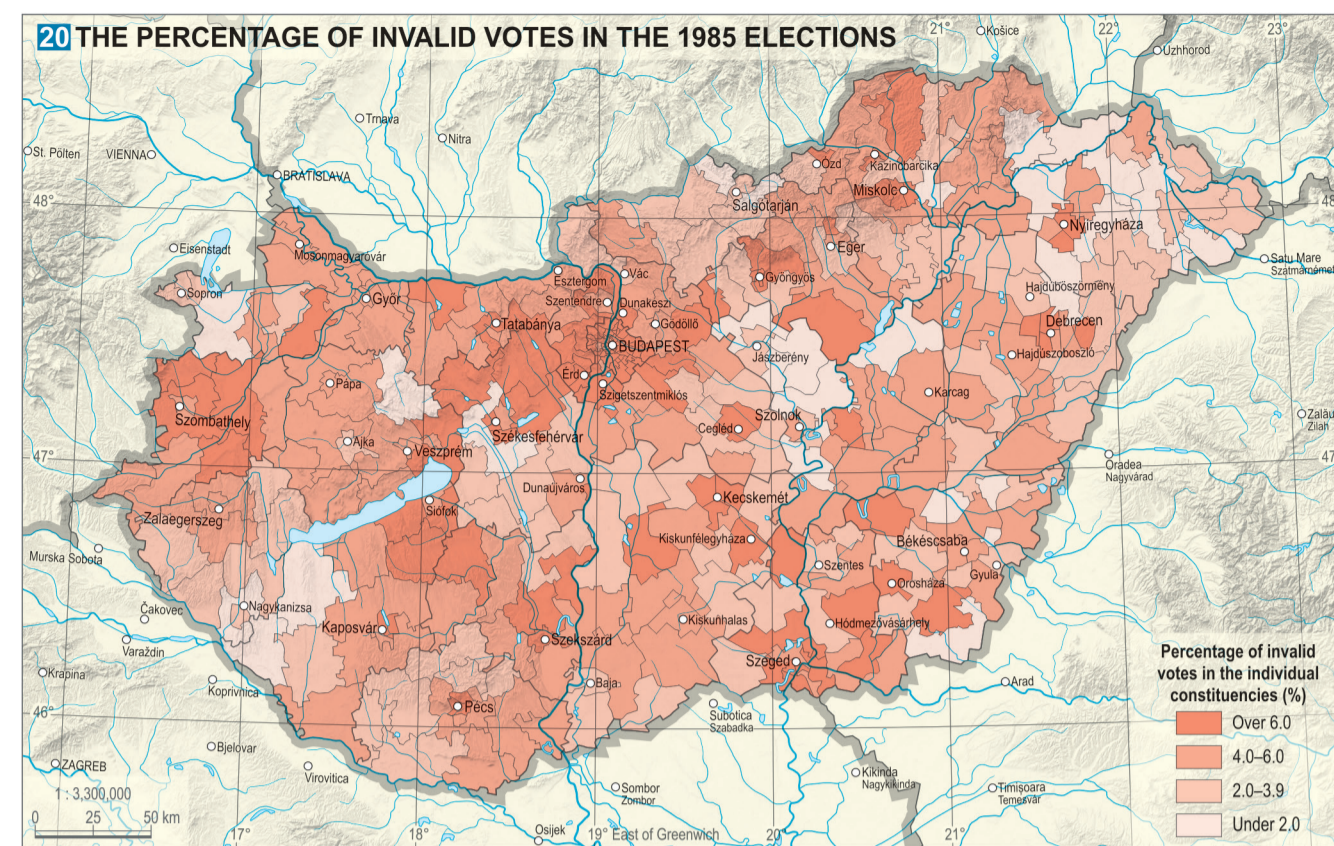 20 THE PERCENTAGE OF INVALID VOTES IN THE 1985 ELECTIONS
21°
Košice
22°
23°
Uzhhorod
Trnava
Nitra
St. Pölten
VIENNA
BRATISLAVA
Ózd
Kazincbarcika
Miskolc
48°
Salgótarján
48
Nyíregyháza
Eisenstadt
Mosonmagyaróvár
Eger
Satu Mare
Szatmárnémeti
Sopron
Győr
Esztergom
Vác
Gyöngyös
Hajdúböszörmény
Szentendre
Dunakeszi
Tatabánya
Gödöllő
Debrecen
BUDAPEST
Jászberény
Hajdúszoboszló
Pápa
Érd
Szigetszentmiklós
Karcag
Szombathely
Cegléd
Szolnok
Zalău
Zilah
Ajka
Veszprém
Székesfehérvár
47°
47
Oradea
Nagyvárad
Dunaújváros
Kecskemét
Zalaegerszeg
Siófok
Kiskunfélegyháza
Békéscsaba
Murska Sobota
Szentes
Gyula
Orosháza
Nagykanizsa
Čakovec
Kaposvár
Kiskunhalas
Hódmezővásárhely
Varaždin
Szekszárd
Szeged
Krapina
Koprivnica
Baja
Arad
Pécs
46°
Subotica
Szabadka
Bjelovar
ZAGREB
Virovitica
Kikinda
Nagykikinda
Sombor
Zombor
Timișoara
Temesvár
1 : 3,300,000
0 25 50 km
17°
18°
19°
East of Greenwich
20°
21°
Osijek
Percentage of invalid
votes in the individual
constituencies (%)
Over 6.0
4.0–6.0
2.0–3.9
Under 2.0